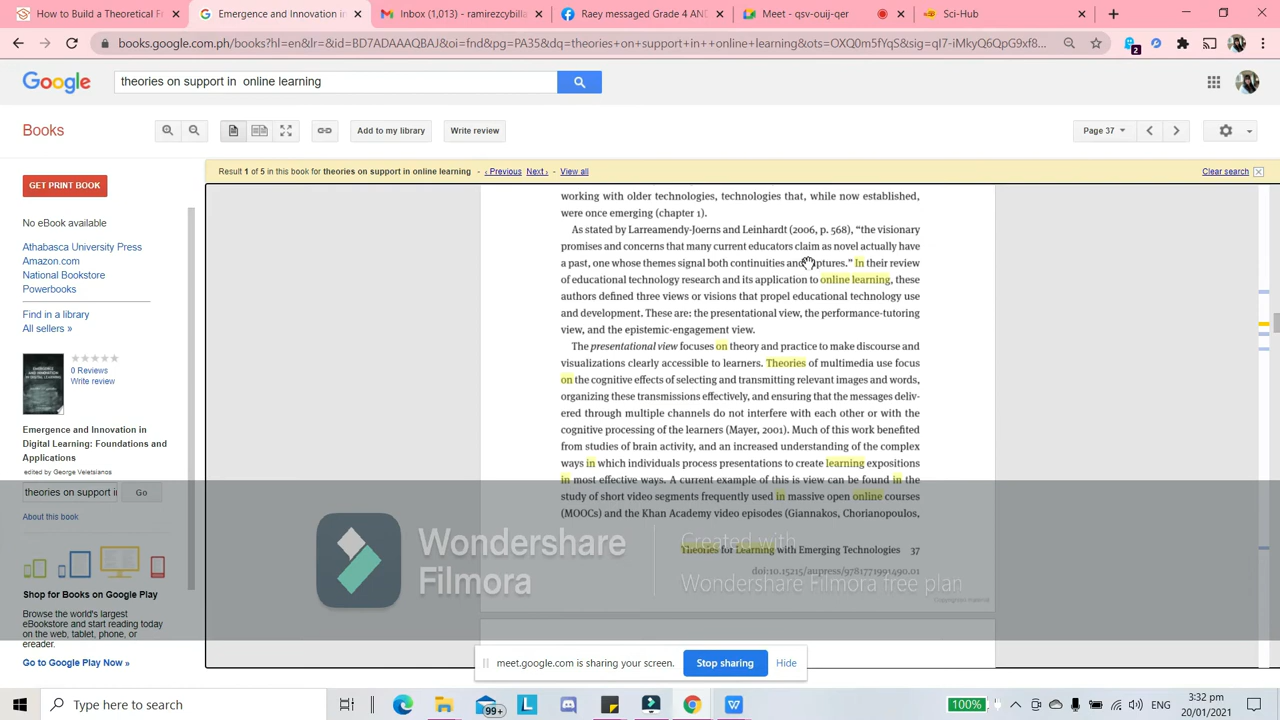 How to Build a Theoretical F
Emergence and Innovation in
Inbox (1,013) - ramirezcybillar
Raey messaged Grade 4 AND
Meet - qsv-ouij-qer
Sci-Hub
books.google.com.ph/books?hl=en&lr=&id=BD7ADAAAQBAJ&oi=fnd&pg=PA35&dq=theories+on+support+in++online+learning&ots=OXQ0m5fYqS&sig=
2
Google
theories on support in online learning
Books
Add to my library
Write review
Page 37
Result 1 of 5 in this book for theories on support in online learning - ‹ Previous Next › - View all
Clear search
GET PRINT BOOK
No eBook available
Athabasca University Press
Amazon.com
National Bookstore
Powerbooks
Find in a library
All sellers »
0 Reviews
Write review
Emergence and Innovation in
Digital Learning: Foundations and
Applications
edited by George Veletsianos
theories on support i
Go
About this book
Shop for Books on Google Play
Browse the world's largest
eBookstore and start reading today
on the web, tablet, phone, or
ereader.
Go to Google Play Now »
working with older technologies, technologies that, while now established,
were once emerging (chapter 1).
As stated by Larreamendy-Joerns and Leinhardt (2006, p. 568), “the visionary
promises and concerns that many current educators claim as novel actually have
a past, one whose themes signal both continuities and ruptures.” In their review
of educational technology research and its application to online learning, these
authors defined three views or visions that propel educational technology use
and development. These are: the presentational view, the performance-tutoring
view, and the epistemic-engagement view.
The presentational view focuses on theory and practice to make discourse and
visualizations clearly accessible to learners. Theories of multimedia use focus
on the cognitive effects of selecting and transmitting relevant images and words,
organizing these transmissions effectively, and ensuring that the messages deliv-
ered through multiple channels do not interfere with each other or with the
cognitive processing of the learners (Mayer, 2001). Much of this work benefited
from studies of brain activity, and an increased understanding of the complex
ways in which individuals process presentations to create learning expositions
in most effective ways. A current example of this is view can be found in the
study of short video segments frequently used in massive open online courses
(MOOCs) and the Khan Academy video episodes (Giannakos, Chorianopoulos,
Theories for Learning with Emerging Technologies 37
doi:10.15215/aupress/9781771991490.01
Copyrighted material
Wondershare
Filmora
Created with
Wondershare Filmora free plan
meet.google.com is sharing your screen.
Stop sharing
Hide
Type here to search
99+
100%
ENG
3:32 pm
20/01/2021